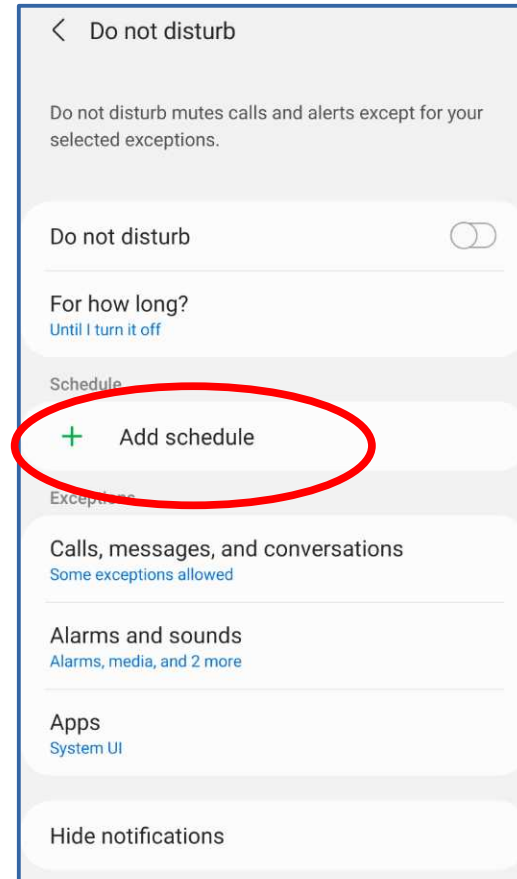 Do not disturb
Do not disturb mutes calls and alerts except for your
selected exceptions.
Do not disturb
For how long?
Until I turn it off
Schedule
+ Add schedule
Exceptions
Calls, messages, and conversations
Some exceptions allowed
Alarms and sounds
Alarms, media, and 2 more
Apps
System UI
Hide notifications